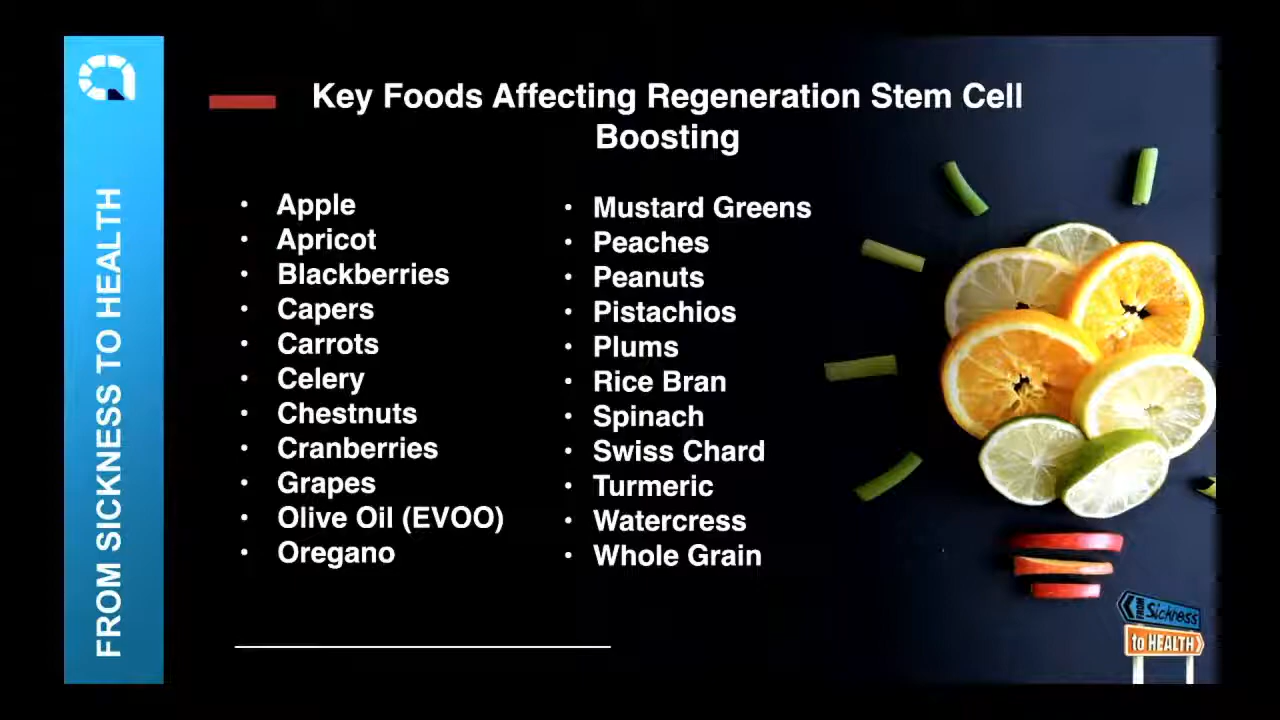 FROM SICKNESS TO HEALTH
Key Foods Affecting Regeneration Stem Cell
Boosting
• Apple
• Apricot
• Blackberries
• Capers
• Carrots
• Celery
• Chestnuts
• Cranberries
• Grapes
• Olive Oil (EVOO)
• Oregano
• Mustard Greens
• Peaches
• Peanuts
• Pistachios
• Plums
• Rice Bran
• Spinach
• Swiss Chard
• Turmeric
• Watercress
• Whole Grain
FROM Sickness
to HEALTH